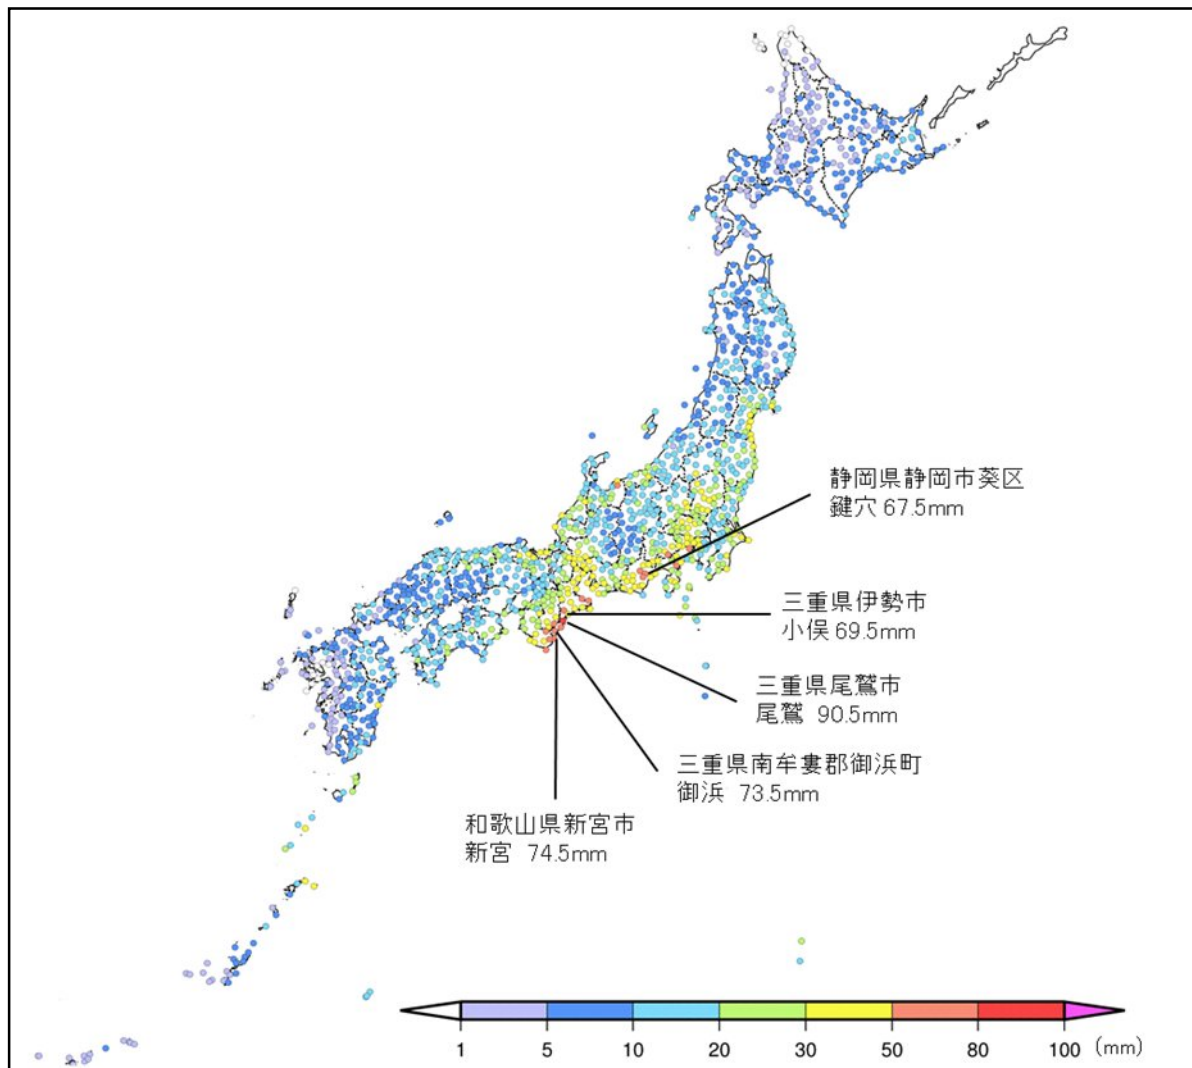 静岡県静岡市葵区
鍵穴 67.5mm
三重県伊勢市
小俣 69.5mm
三重県尾鷲市
尾鷲 90.5mm
三重県南牟婁郡御浜町
御浜 73.5mm
和歌山県新宮市
新宮 74.5mm
1 5 10 20 30 50 80 100 (mm)